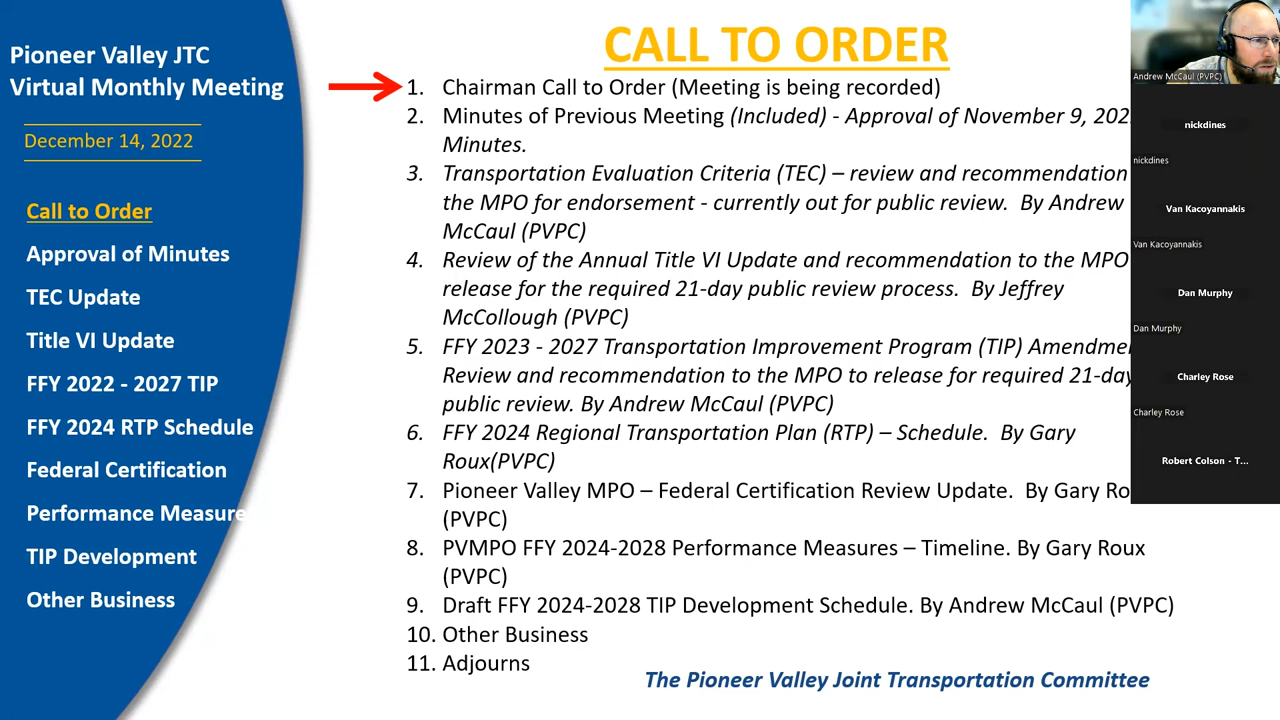 Pioneer Valley JTC
Virtual Monthly Meeting
December 14, 2022
Call to Order
Approval of Minutes
TEC Update
Title VI Update
FFY 2022 - 2027 TIP
FFY 2024 RTP Schedule
Federal Certification
Performance Measure
TIP Development
Other Business
CALL TO ORDER
1. Chairman Call to Order (Meeting is being recorded)
2. Minutes of Previous Meeting (Included) - Approval of November 9, 202
Minutes.
3. Transportation Evaluation Criteria (TEC) – review and recommendation
the MPO for endorsement - currently out for public review. By Andrew
McCaul (PVPC)
4. Review of the Annual Title VI Update and recommendation to the MPO
release for the required 21-day public review process. By Jeffrey
McCollough (PVPC)
5. FFY 2023 - 2027 Transportation Improvement Program (TIP)
Review and recommendation to the MPO to release for required 21-day
public review. By Andrew McCaul (PVPC)
6. FFY 2024 Regional Transportation Plan (RTP) – Schedule. By Gary
Roux(PVPC)
7. Pioneer Valley MPO – Federal Certification Review Update. By Gary Ro
(PVPC)
8. PVMPO FFY 2024-2028 Performance Measures – Timeline. By Gary Roux
(PVPC)
9. Draft FFY 2024-2028 TIP Development Schedule. By Andrew McCaul (PVPC)
10. Other Business
11. Adjourns
The Pioneer Valley Joint Transportation Committee
Andrew McCaul (PVPC)
nickdines
nickdines
Van Kacoyannakis
Van Kacoyannakis
Dan Murphy
Dan Murphy
Charley Rose
Charley Rose
Robert Colson - T...